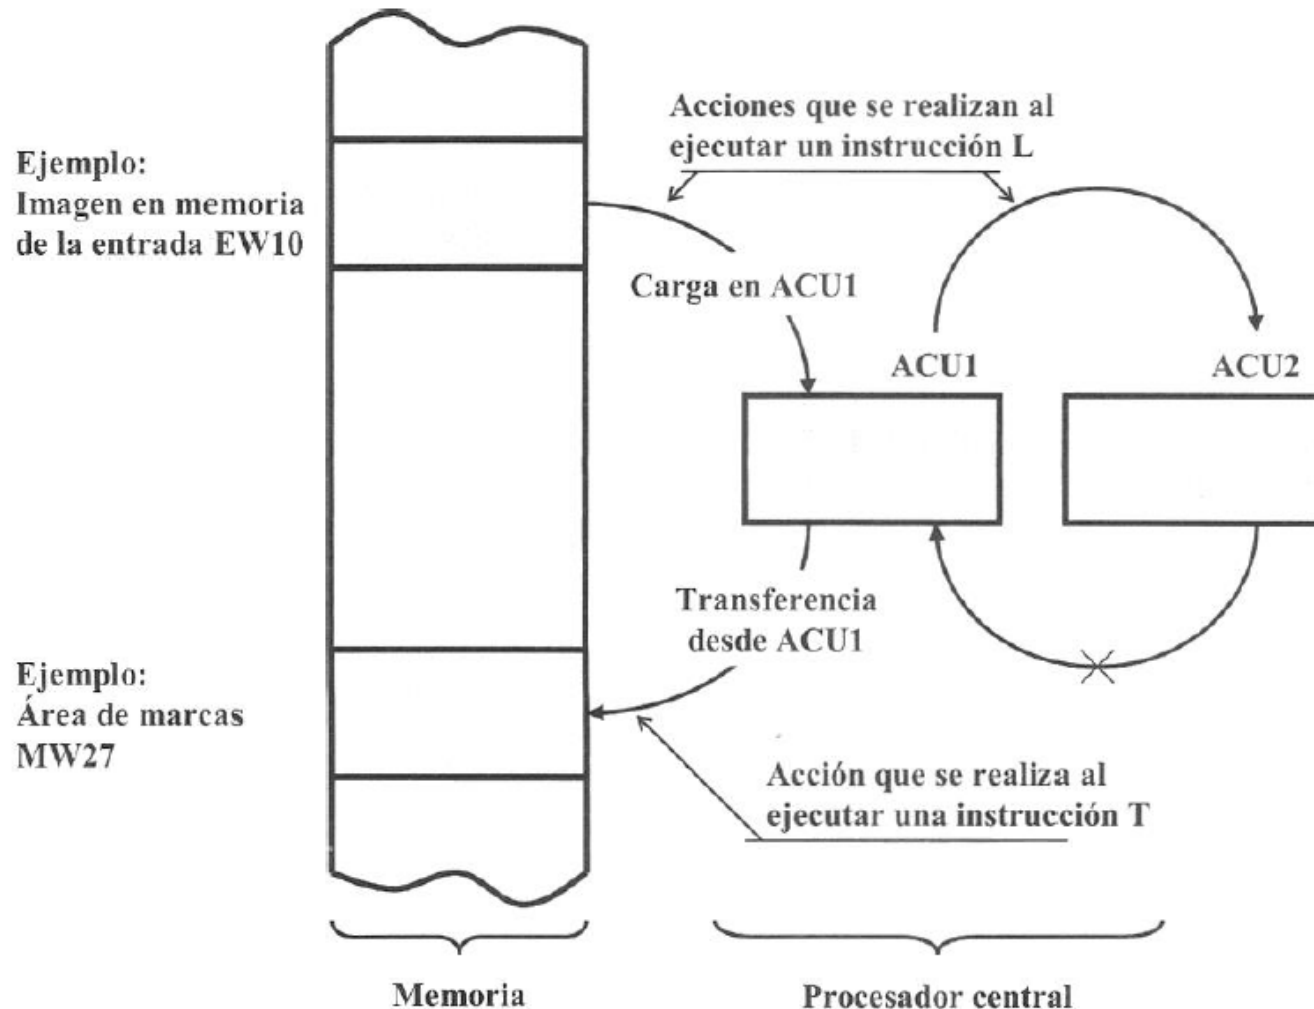 Acciones que se realizan al
ejecutar un instrucción L
Ejemplo:
Imagen en memoria
de la entrada EW10
Carga en ACU1
ACU1
ACU2
Transferencia
desde ACU1
Ejemplo:
Área de marcas
MW27
Acción que se realiza al
ejecutar una instrucción T
Memoria
Procesador central